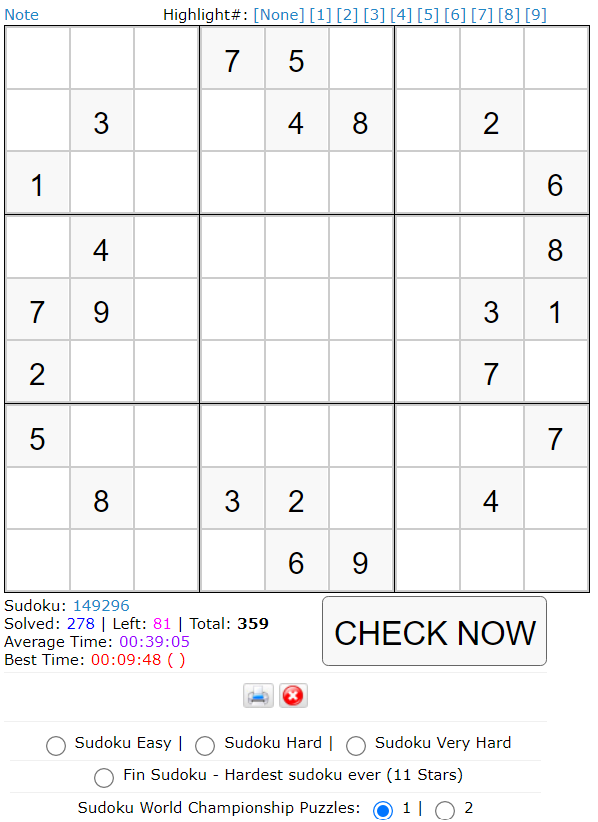 Note Highlight#: [None] [1] [2] [3] [4] [5] [6] [7] [8] [9]
7 5
3 4 8 2
1 6
4 8
7 9 3 1
2 7
5 7
8 3 2 4
6 9
Sudoku: 149296
Solved: 278 | Left: 81 | Total: 359
Average Time: 00:39:05
Best Time: 00:09:48 ( )
CHECK NOW
Sudoku Easy | Sudoku Hard | Sudoku Very Hard
Fin Sudoku - Hardest sudoku ever (11 Stars)
Sudoku World Championship Puzzles: 1 | 2